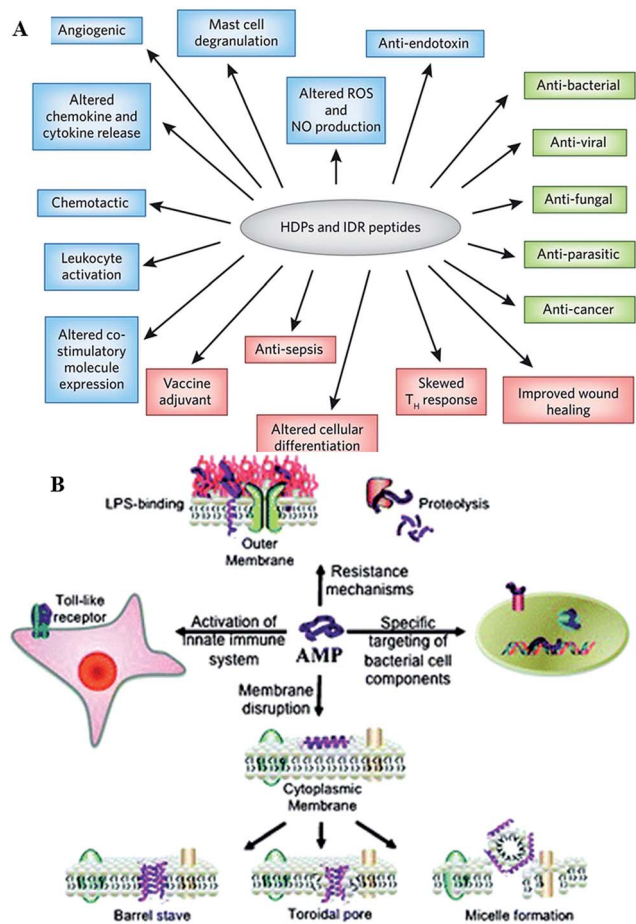 A
Angiogenic
Mast cell
degranulation
Anti-endotoxin
Altered
chemokine and
cytokine release
Altered ROS
and
NO production
Anti-bacterial
Anti-viral
Chemotactic
HDPs and IDR peptides
Anti-fungal
Leukocyte
activation
Anti-parasitic
Anti-cancer
Altered co-
stimulatory
molecule
expression
Vaccine
adjuvant
Anti-sepsis
Altered cellular
differentiation
Skewed
TH response
Improved wound
healing
B
LPS-binding
Outer
Membrane
Proteolysis
Resistance
mechanisms
Toll-like
receptor
Activation of
innate immune
system
AMP
Specific
targeting of
bacterial cell
components
Membrane
disruption
Cytoplasmic
Membrane
Barrel stave
Toroidal pore
Micelle formation